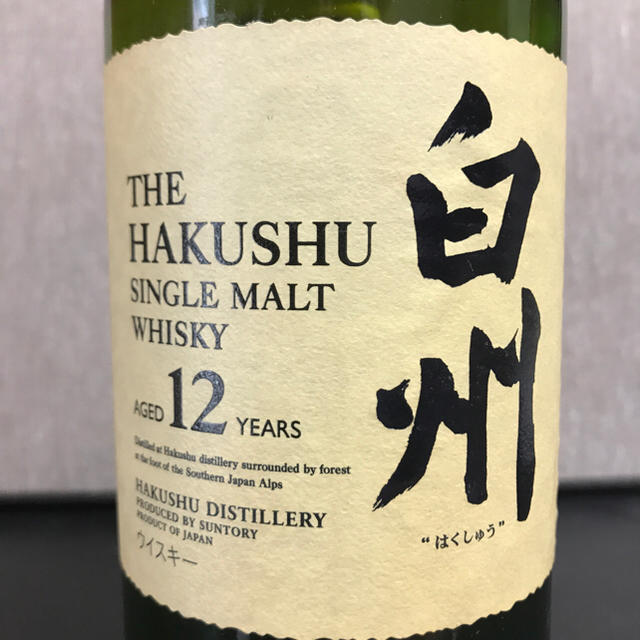 THE
HAKUSHU
SINGLE MALT
WHISKY
AGED 12 YEARS
Distilled at Hakushu distillery surrounded by forest
at the foot of the Southern Japan Alps
HAKUSHU DISTILLERY
PRODUCED BY SUNTORY
PRODUCT OF JAPAN
ウイスキー
白州
“はくしゅう”